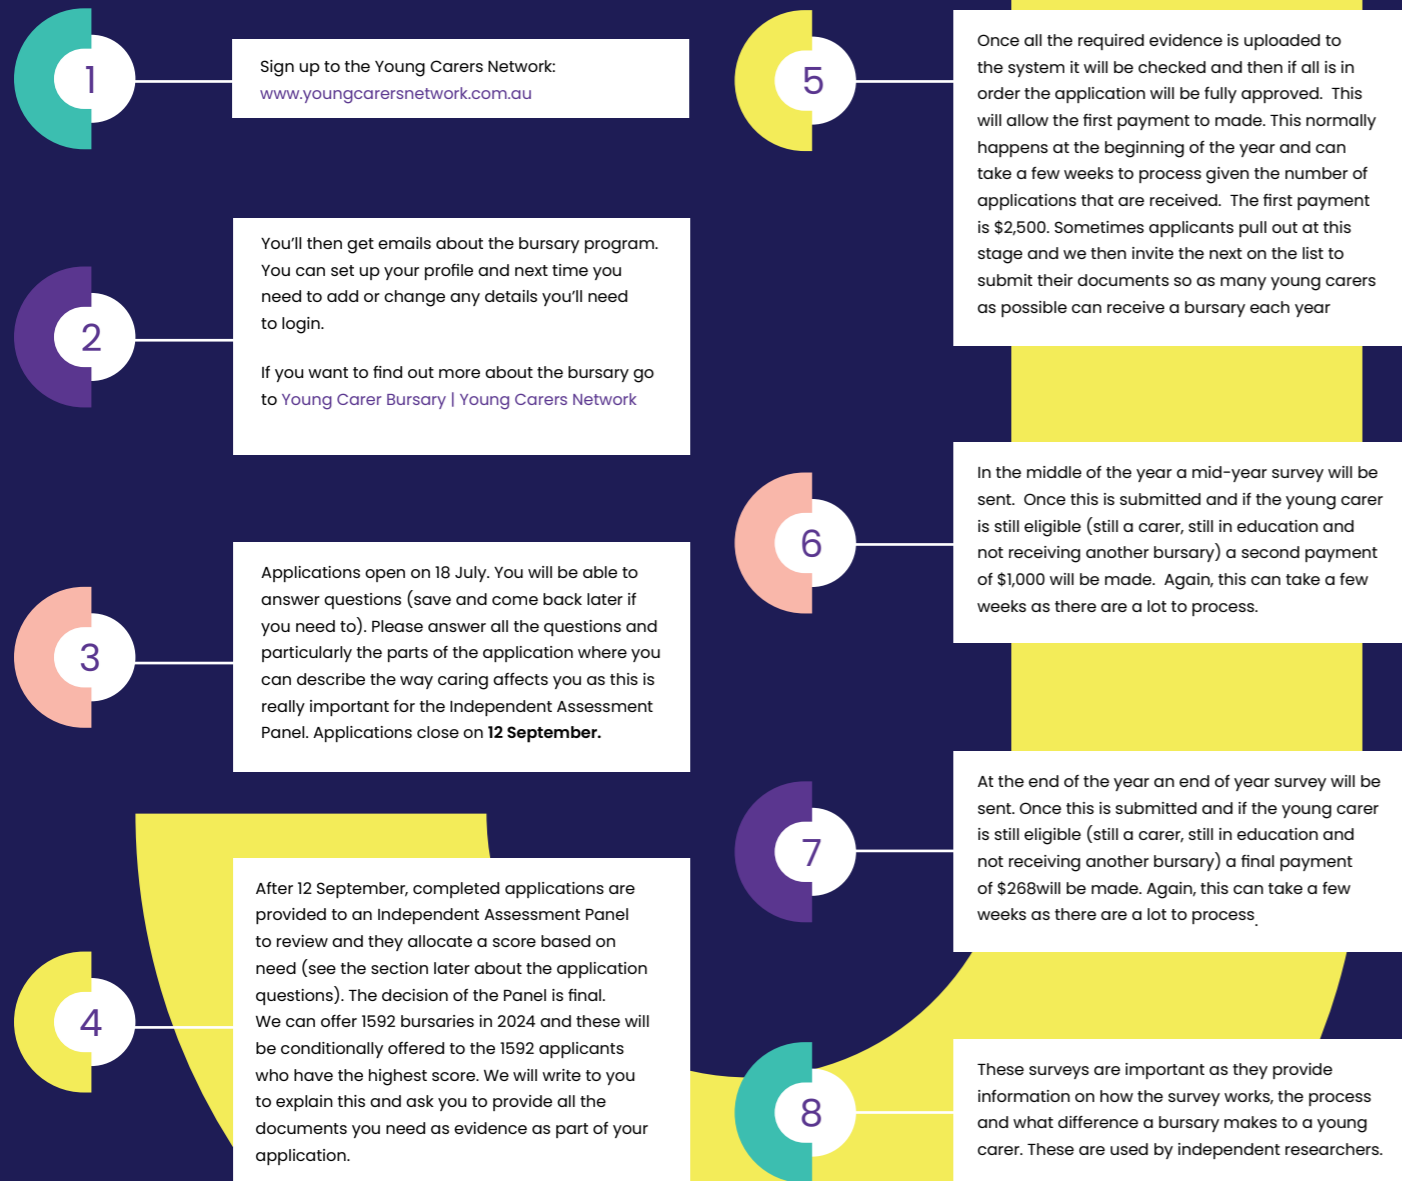 1
Sign up to the Young Carers Network:
www.youngcarersnetwork.com.au
2
You'll then get emails about the bursary program.
You can set up your profile and next time you
need to add or change any details you'll need
to login.
If you want to find out more about the bursary go
to Young Carer Bursary | Young Carers Network
3
Applications open on 18 July. You will be able to
answer questions (save and come back later if
you need to). Please answer all the questions and
particularly the parts of the application where you
can describe the way caring affects you as this is
really important for the Independent Assessment
Panel. Applications close on 12 September.
4
After 12 September, completed applications are
provided to an Independent Assessment Panel
to review and they allocate a score based on
need (see the section later about the application
questions). The decision of the Panel is final.
We can offer 1592 bursaries in 2024 and these will
be conditionally offered to the 1592 applicants
who have the highest score. We will write to you
to explain this and ask you to provide all the
documents you need as evidence as part of your
application.
5
Once all the required evidence is uploaded to
the system it will be checked and then if all is in
order the application will be fully approved.  This
will allow the first payment to made. This normally
happens at the beginning of the year and can
take a few weeks to process given the number of
applications that are received.  The first payment
is $2,500. Sometimes applicants pull out at this
stage and we then invite the next on the list to
submit their documents so as many young carers
as possible can receive a bursary each year
6
In the middle of the year a mid-year survey will be
sent.  Once this is submitted and if the young carer
is still eligible (still a carer, still in education and
not receiving another bursary) a second payment
of $1,000 will be made.  Again, this can take a few
weeks as there are a lot to process.
7
At the end of the year an end of year survey will be
sent. Once this is submitted and if the young carer
is still eligible (still a carer, still in education and
not receiving another bursary) a final payment
of $268will be made. Again, this can take a few
weeks as there are a lot to process.
8
These surveys are important as they provide
information on how the survey works, the process
and what difference a bursary makes to a young
carer. These are used by independent researchers.